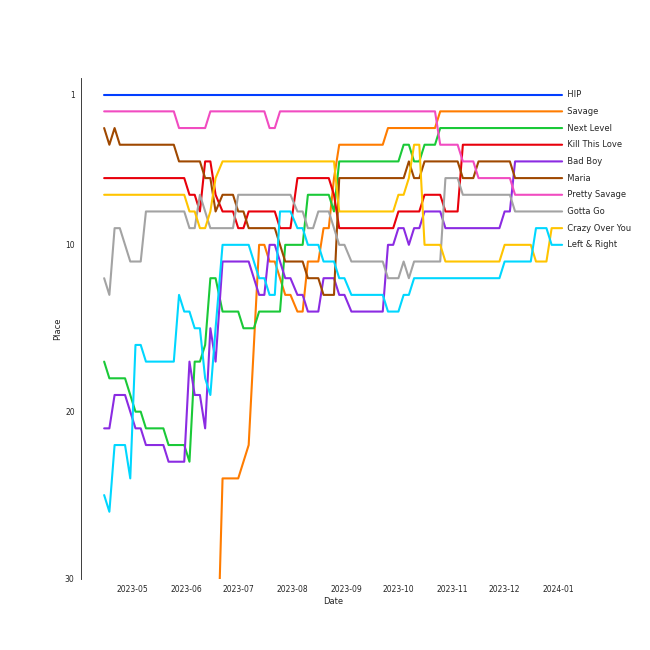 1
10
20
30
Place
HIP
Savage
Next Level
Kill This Love
Bad Boy
Maria
Pretty Savage
Gotta Go
Crazy Over You
Left & Right
2023-05 2023-06 2023-07 2023-08 2023-09 2023-10 2023-11 2023-12 2024-01
Date